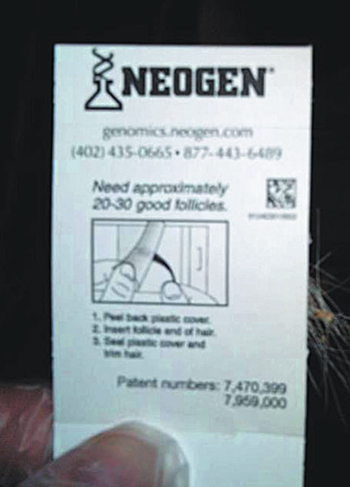 NEOGEN®
genomics.neogen.com
(402) 435-0665 • 877-443-6489
Need approximately
20-30 good follicles.
1. Peel back plastic cover.
2. Insert follicle end of hair.
3. Seal plastic cover and
trim hair.
Patent numbers: 7,470,399
7,959,000